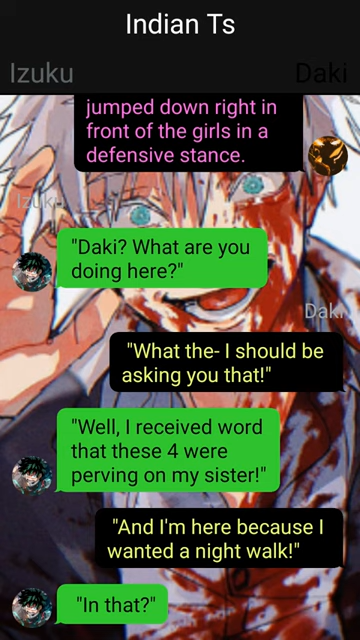 Indian Ts
Izuku
Daki
jumped down right in
front of the girls in a
defensive stance.
Izuku
"Daki? What are you
doing here?"
Daki
"What the- I should be
asking you that!"
"Well, I received word
that these 4 were
perving on my sister!"
"And I'm here because I
wanted a night walk!"
"In that?"